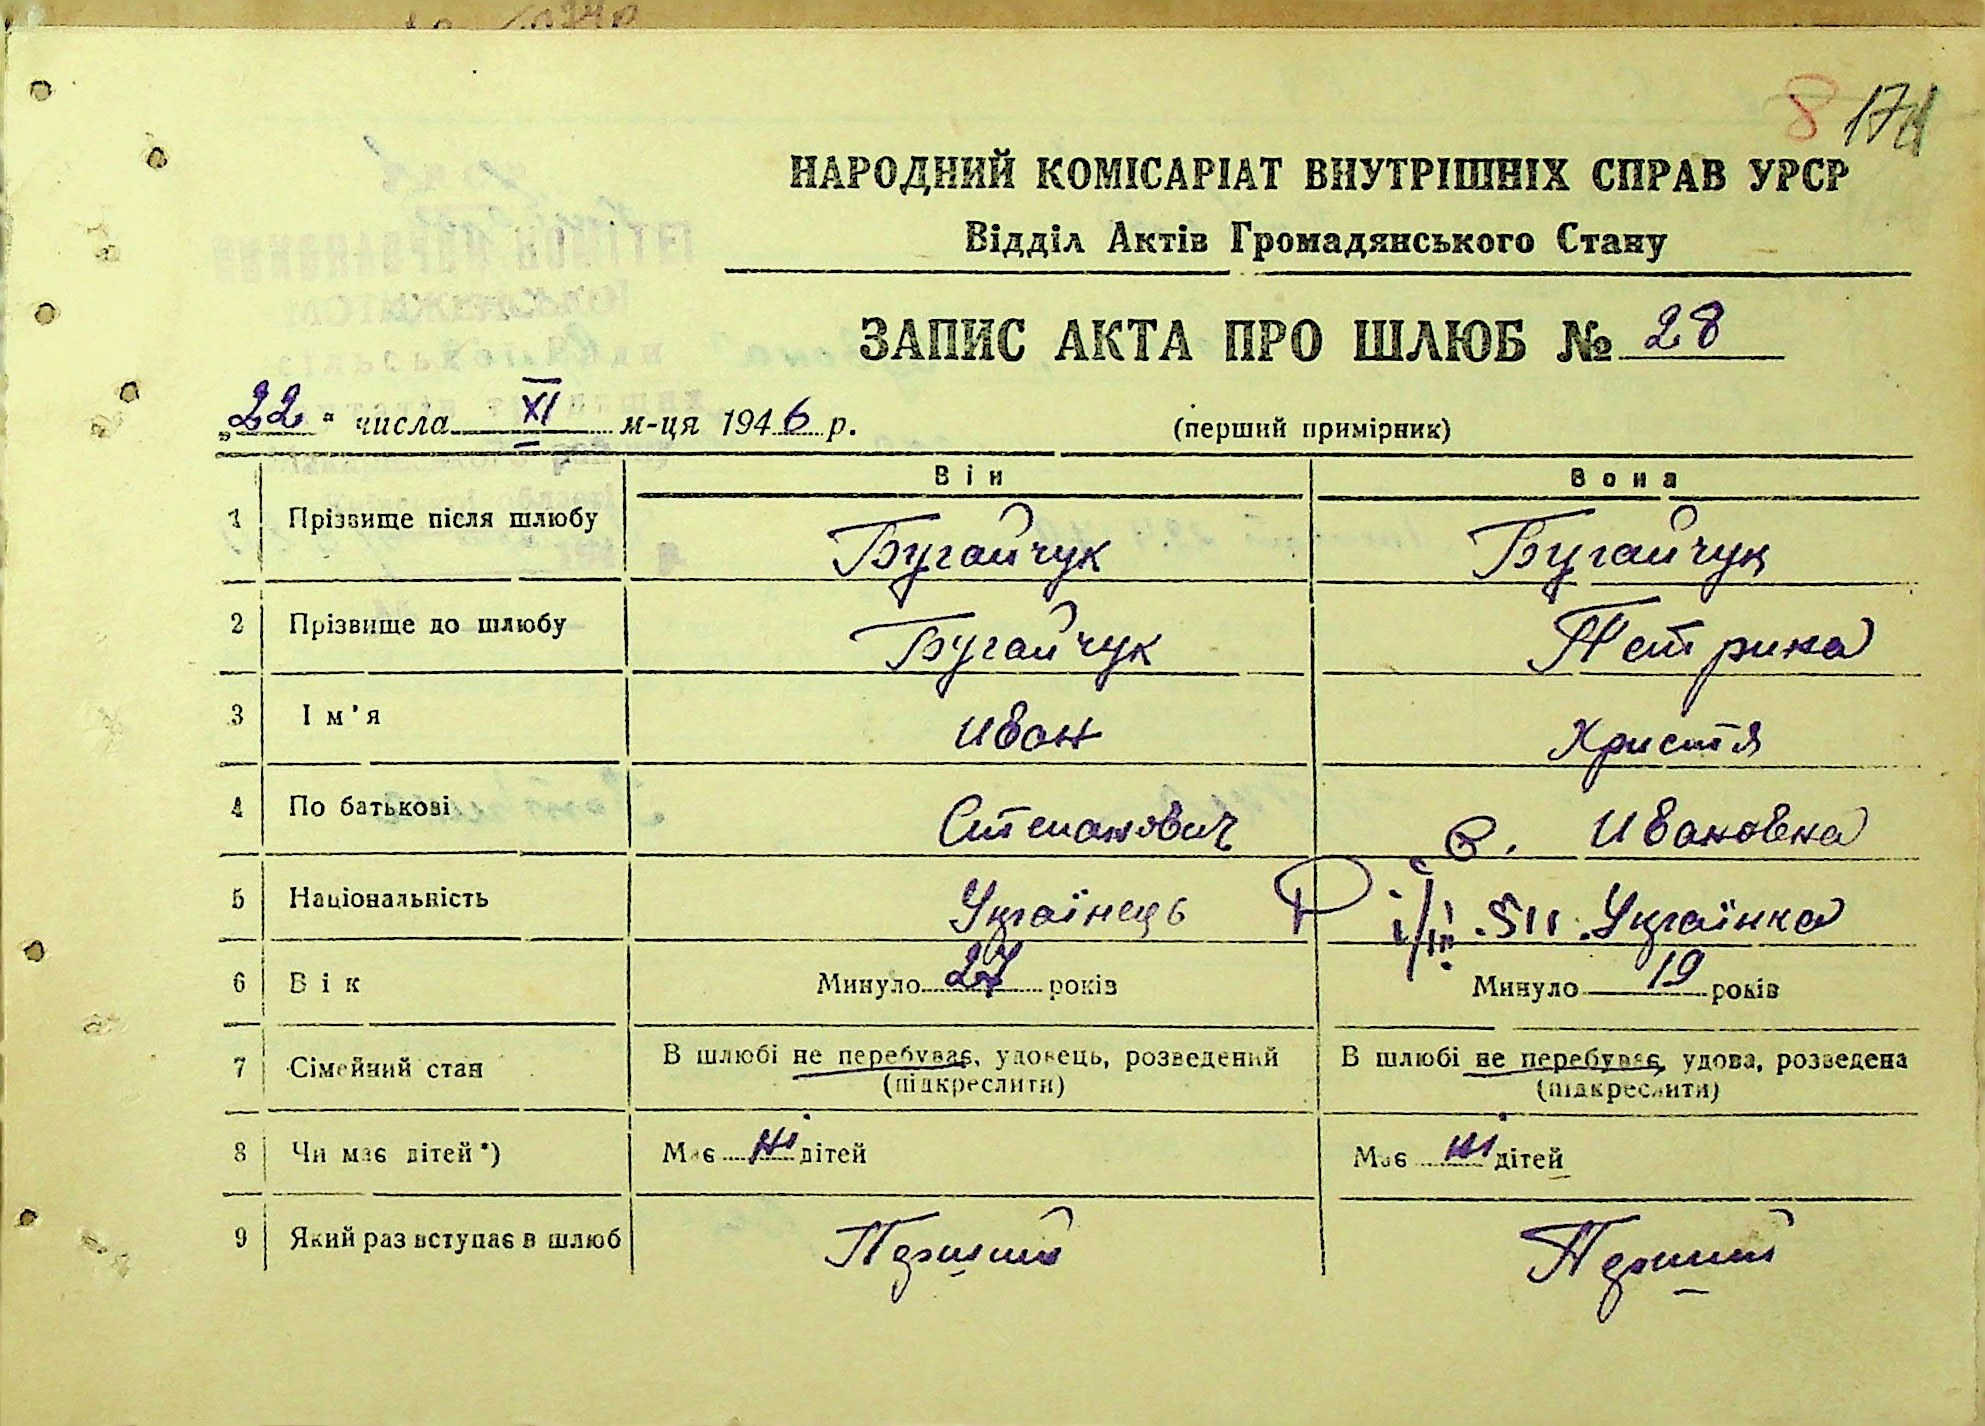 8 171
НАРОДНИЙ КОМІСАРІАТ ВНУТРІШНІХ СПРАВ УРСР
Відділ Актів Громадянського Стану
ЗАПИС АКТА ПРО ШЛЮБ № 28
„22“ числа XI м-ця 1946 р. (перший примірник)
Він Вона
1 Прізвище після шлюбу Бугайчук Бугайчук
2 Прізвище до шлюбу Бугайчук Петрина
3 Ім'я Иван Христя
4 По батькові Степанович Ивановна
5 Національність Українець Українка
6 Вік Минуло 27 років Минуло 19 років
7 Сімейний стан В шлюбі не перебуває, удовець, розведений В шлюбі не перебуває, удова, розведена
(підкреслити) (підкреслити)
8 Чи має дітей*) Має ні дітей Має ні дітей
9 Який раз вступає в шлюб Перший Перший